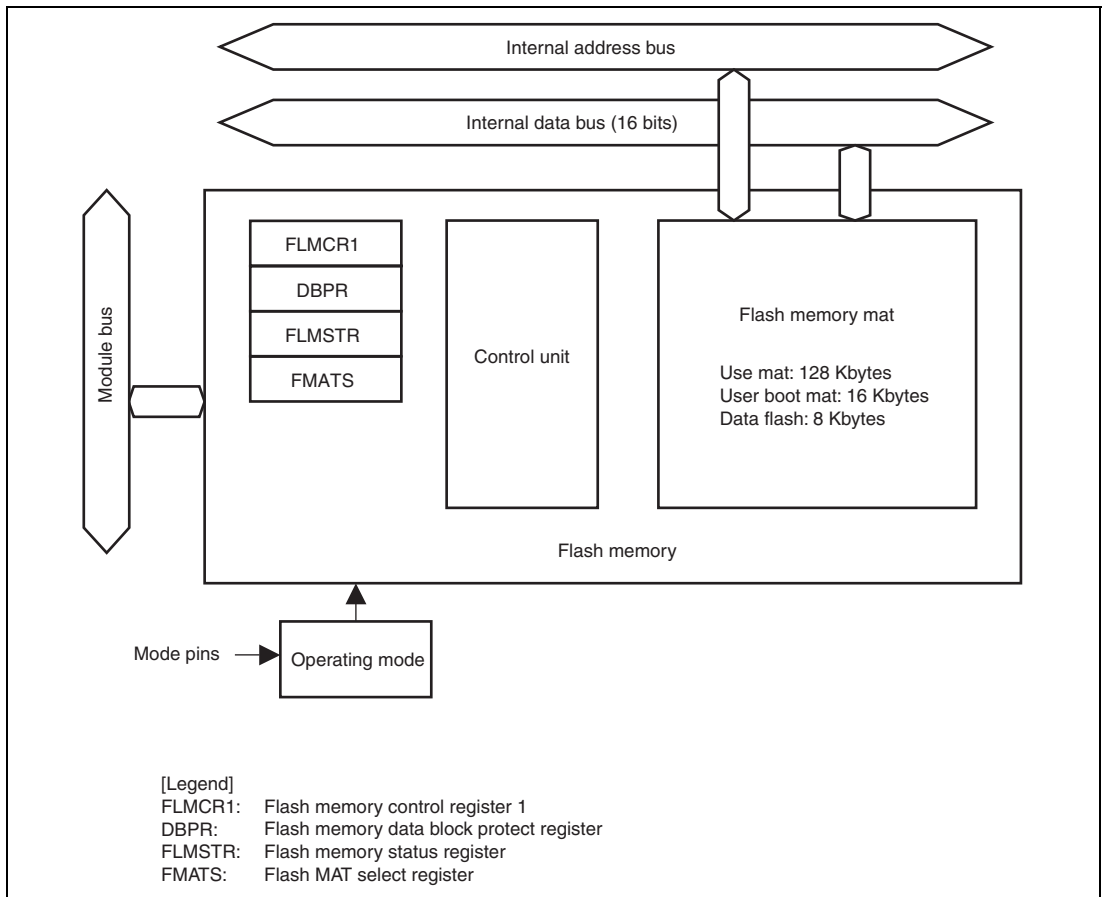 Internal address bus
Internal data bus (16 bits)
Module bus
FLMCR1
DBPR
FLMSTR
FMATS
Control unit
Flash memory mat
Use mat: 128 Kbytes
User boot mat: 16 Kbytes
Data flash: 8 Kbytes
Flash memory
Mode pins
Operating mode
[Legend]
FLMCR1: Flash memory control register 1
DBPR: Flash memory data block protect register
FLMSTR: Flash memory status register
FMATS: Flash MAT select register